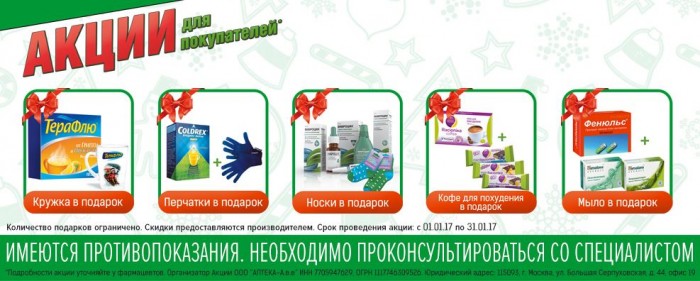 АКЦИИ для
покупателей*
ТераФлю
Кружка в подарок
COLDREX
+
Перчатки в подарок
+
Носки в подарок
+
Кофе для похудения
в подарок
Фенюльс®
+
Himalaya
Himalaya
Мыло в подарок
Количество подарков ограничено. Скидки предоставляются производителем. Срок проведения акции: с 01.01.17 по 31.01.17
ИМЕЮТСЯ ПРОТИВОПОКАЗАНИЯ. НЕОБХОДИМО ПРОКОНСУЛЬТИРОВАТЬСЯ СО СПЕЦИАЛИСТОМ
*Подробности акции уточняйте у фармацевтов. Организатор Акции ООО "АПТЕКА-А.в.е" ИНН 7705947629, ОГРН 1117746309526. Юридический адрес: 115093, г. Москва, ул. Большая Серпуховская, д. 44, офис 19